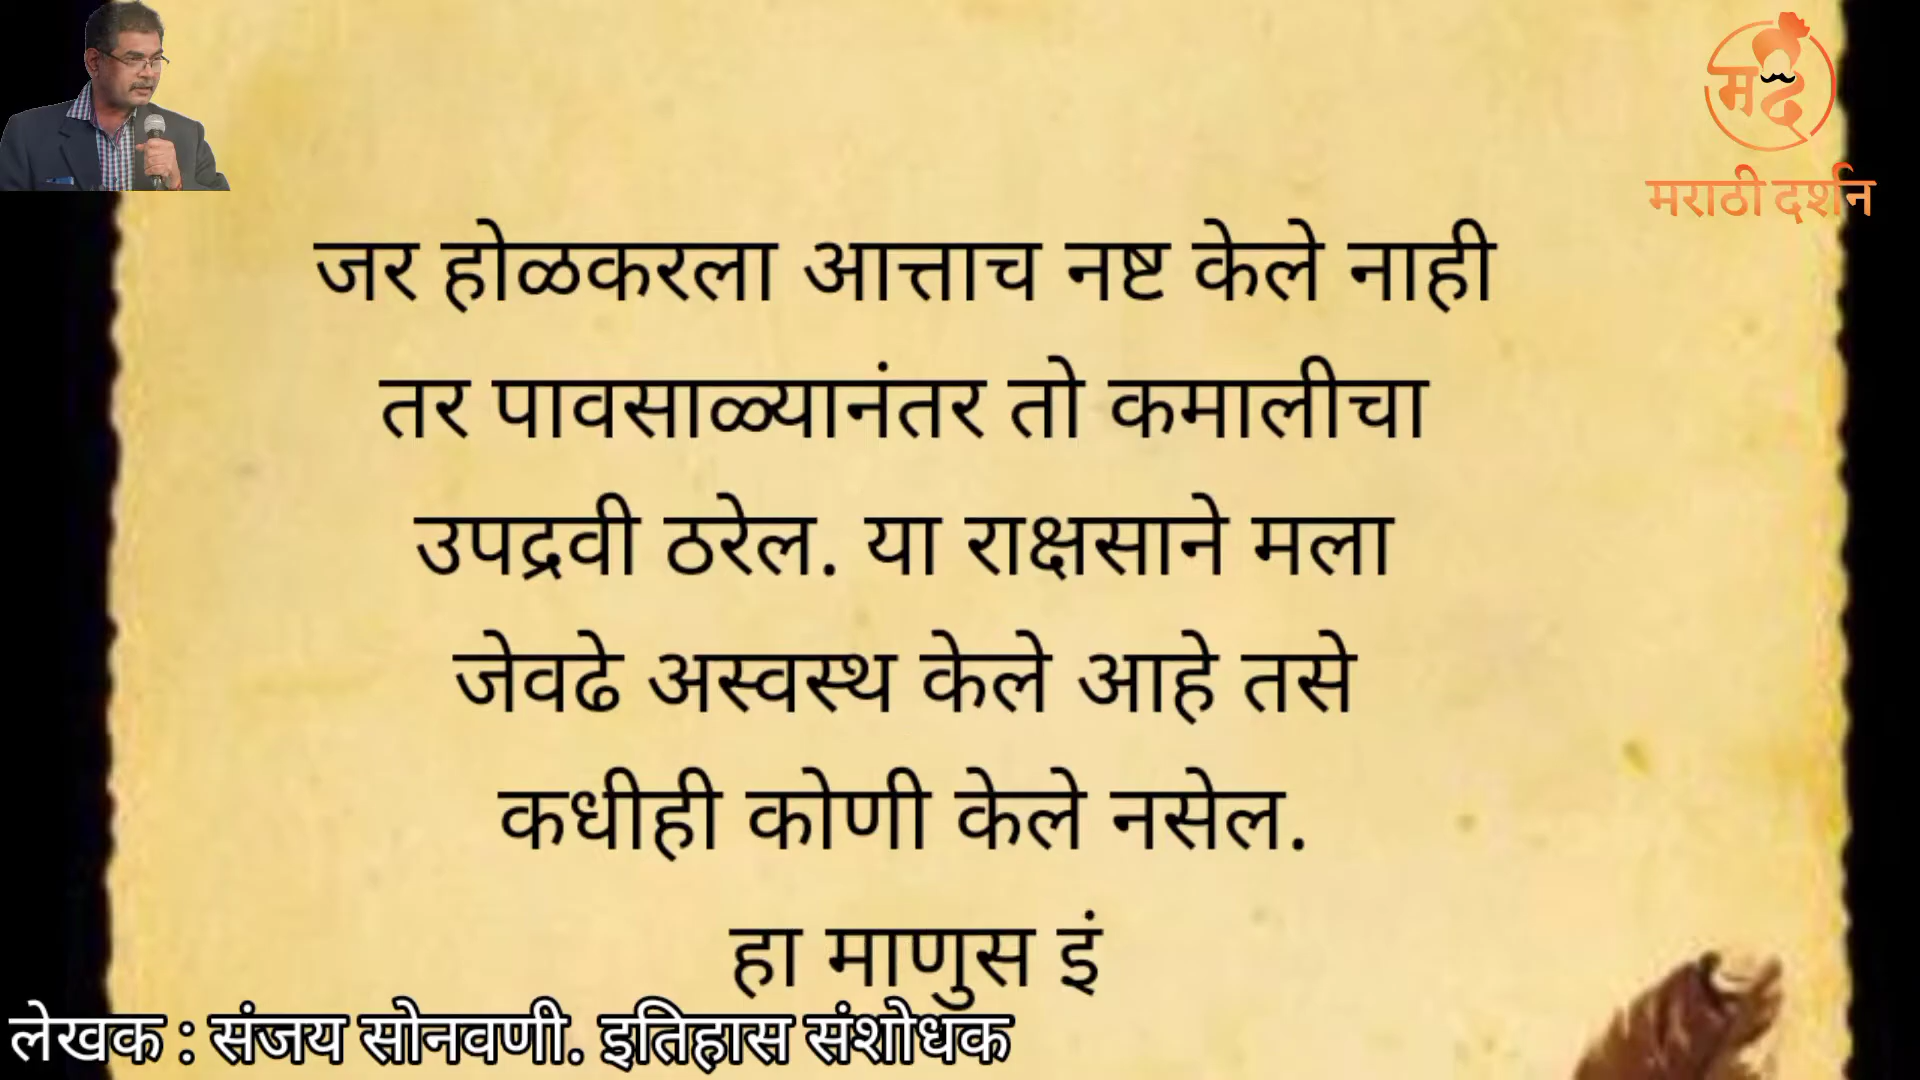 मद
मराठी दर्शन
जर होळकरला आत्ताच नष्ट केले नाही
तर पावसाळ्यानंतर तो कमालीचा
उपद्रवी ठरेल. या राक्षसाने मला
जेवढे अस्वस्थ केले आहे तसे
कधीही कोणी केले नसेल.
हा माणुस इं
लेखक : संजय सोनवणी. इतिहास संशोधक